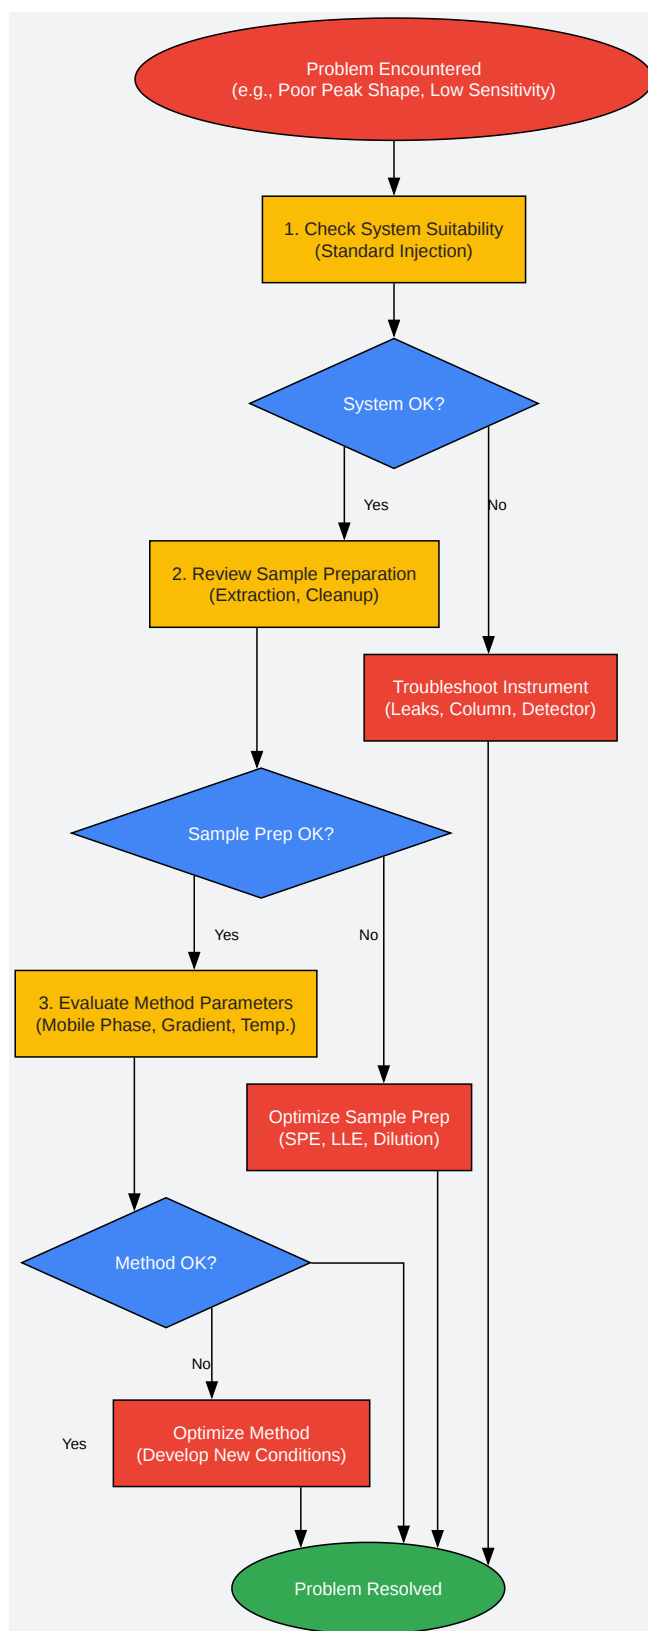 Problem Encountered
(e.g., Poor Peak Shape, Low Sensitivity)
1. Check System Suitability
(Standard Injection)
System OK?
Yes
No
2. Review Sample Preparation
(Extraction, Cleanup)
Troubleshoot Instrument
(Leaks, Column, Detector)
Sample Prep OK?
Yes
No
3. Evaluate Method Parameters
(Mobile Phase, Gradient, Temp.)
Optimize Sample Prep
(SPE, LLE, Dilution)
Method OK?
No
Optimize Method
(Develop New Conditions)
Yes
Problem Resolved